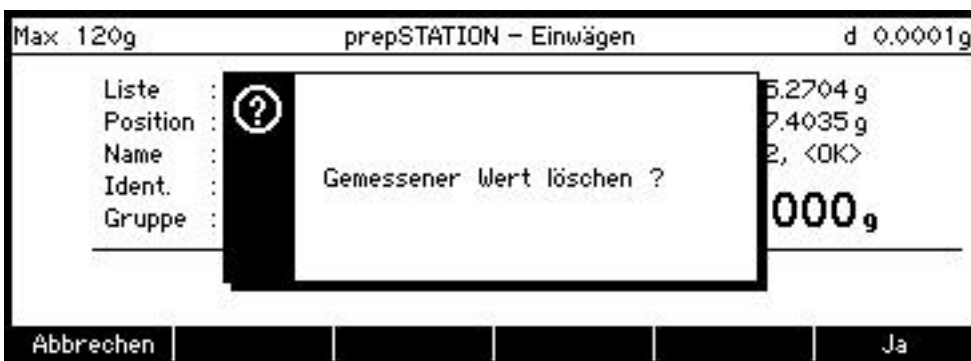 Max 120g prepSTATION – Einwägen d 0.0001g
Liste :
Position :
Name :
Ident. :
Gruppe :
?
Gemessener Wert löschen ?
5.2704 g
7.4035 g
2, <OK>
000 g
Abbrechen Ja